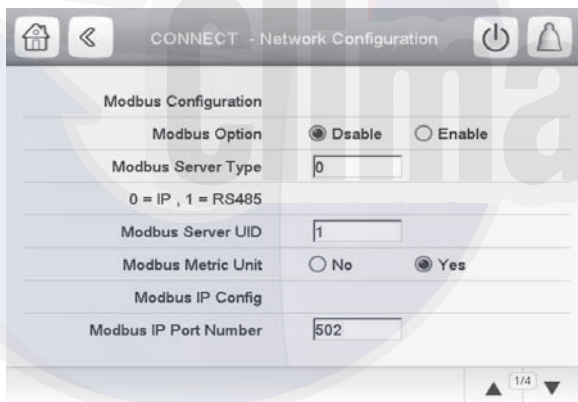 CONNECT - Network Configuration
Modbus Configuration
Modbus Option Dsable Enable
Modbus Server Type 0
0 = IP , 1 = RS485
Modbus Server UID 1
Modbus Metric Unit No Yes
Modbus IP Config
Modbus IP Port Number 502
1/4